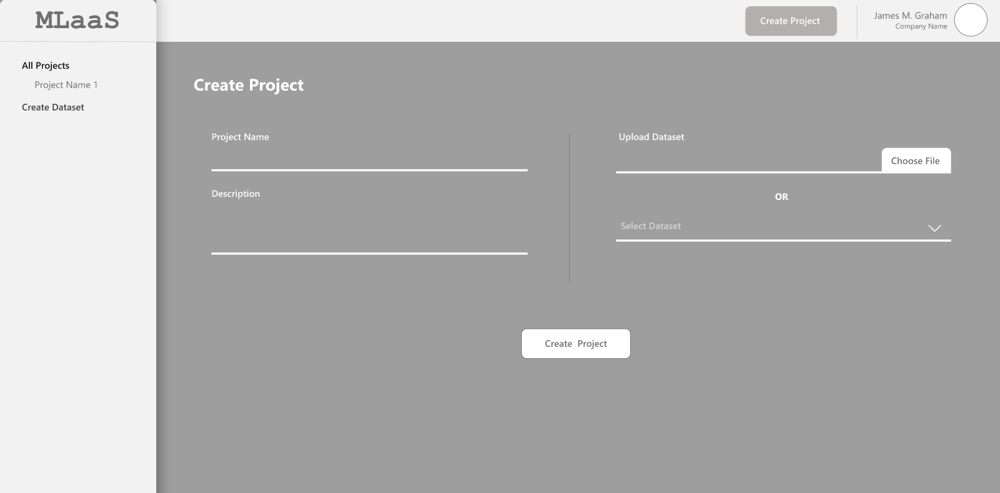 MLaaS
Create Project
James M. Graham
Company Name
All Projects
Project Name 1
Create Dataset
Create Project
Project Name
Description
Upload Dataset
Choose File
OR
Select Dataset
Create  Project